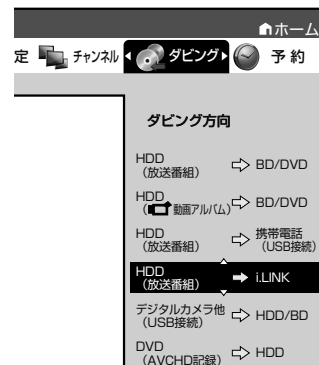 ホーム
定 チャンネル ダビング 予約
ダビング方向
HDD
（放送番組） ⇨ BD/DVD
HDD
（動画アルバム） ⇨ BD/DVD
HDD ⇨ 携帯電話
（放送番組） （USB接続）
HDD
（放送番組） ➡ i.LINK
デジタルカメラ他
（USB接続） ⇨ HDD/BD
DVD
（AVCHD記録） ⇨ HDD